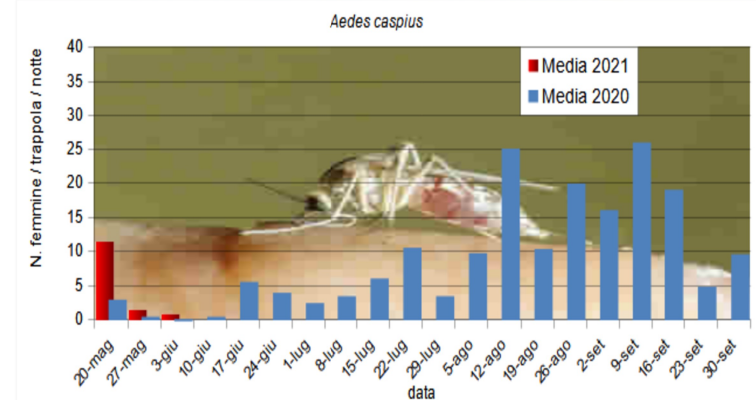 Aedes caspius
N. femmine / trappola / notte
40
35
30
25
20
15
10
5
0
Media 2021
Media 2020
20-mag
27-mag
3-giu
10-giu
17-giu
24-giu
1-lug
8-lug
15-lug
22-lug
29-lug
5-ago
12-ago
19-ago
26-ago
2-set
9-set
16-set
23-set
30-set
data